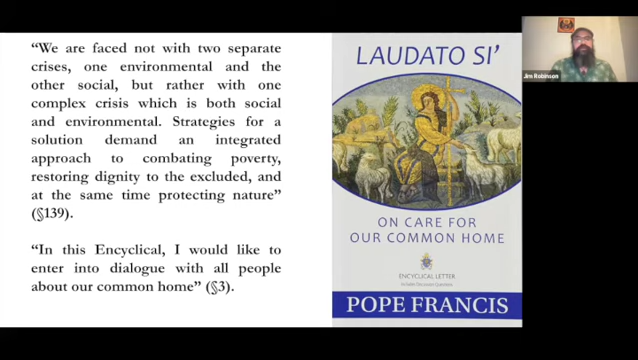 “We are faced not with two separate
crises, one environmental and the
other social, but rather with one
complex crisis which is both social
and environmental. Strategies for a
solution demand an integrated
approach to combating poverty,
restoring dignity to the excluded, and
at the same time protecting nature”
(§139).
“In this Encyclical, I would like to
enter into dialogue with all people
about our common home” (§3).
LAUDATO SI’
ON CARE FOR
OUR COMMON HOME
ENCYCLICAL LETTER
POPE FRANCIS
Jim Robinson